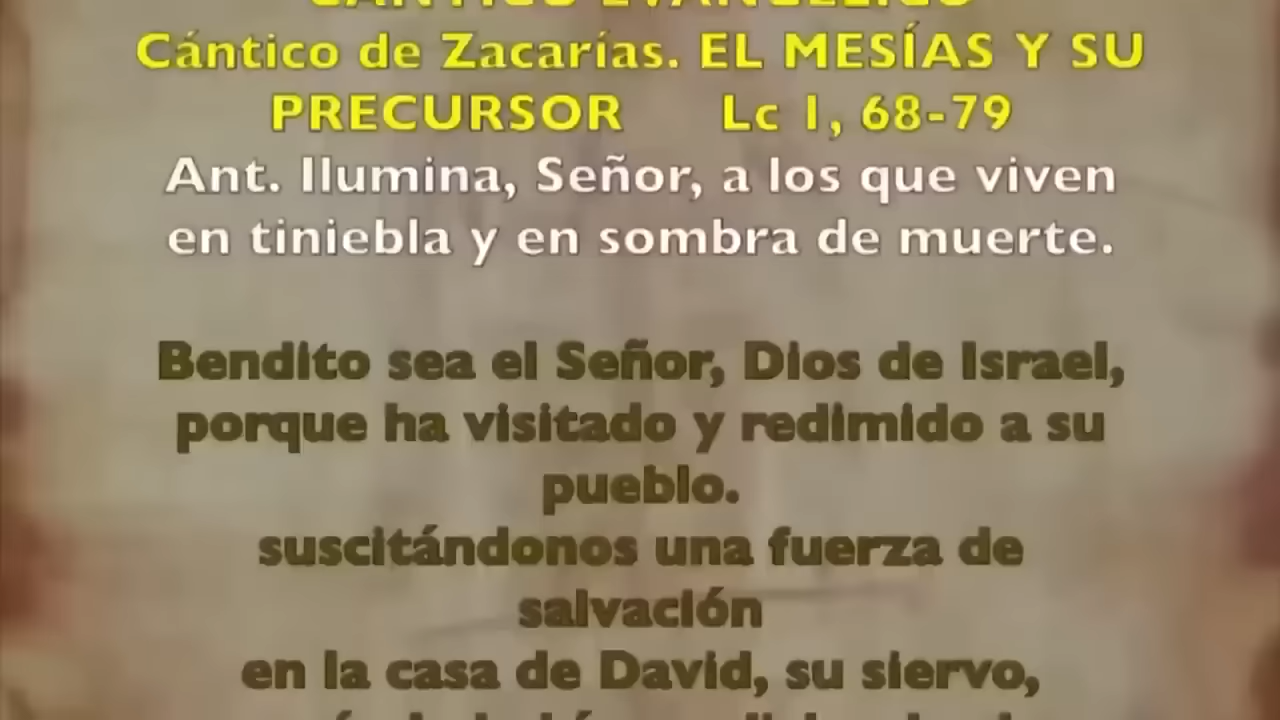 CÁNTICO EVANGÉLICO
Cántico de Zacarías. EL MESÍAS Y SU
PRECURSOR Lc 1, 68-79
Ant. Ilumina, Señor, a los que viven
en tiniebla y en sombra de muerte.
Bendito sea el Señor, Dios de Israel,
porque ha visitado y redimido a su
pueblo.
suscitándonos una fuerza de
salvación
en la casa de David, su siervo,